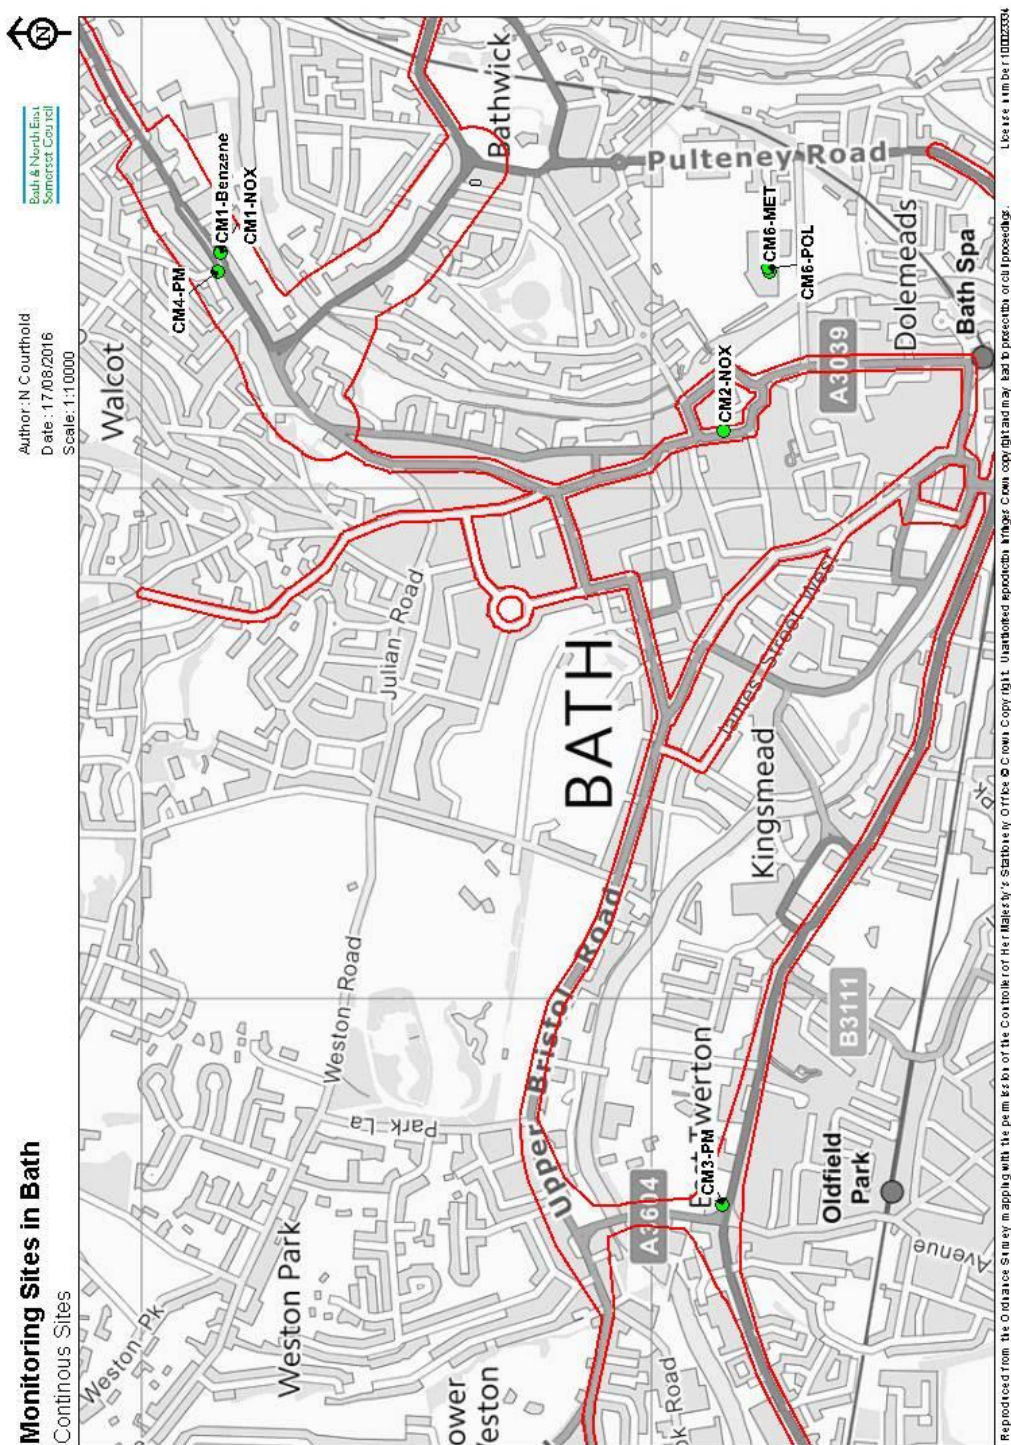 Monitoring Sites in Bath
Continous Sites
Author: N Courthold
Date: 17/08/2016
Scale: 1:10000
Bath & North East
Somerset Council
N
Weston Pk
Weston Park
Weston Road
Park La
Julian Road
Walcot
CM4-PM
CM1-Benzene
CM1-NOX
Bathwick
0
Upper Bristol Road
BATH
Pulteney Road
CM6-MET
CM6-POL
CM2-NOX
A3039
Dolemeads
Bath Spa
James Street West
Kingsmead
A3604
CM3-PM
B3111
Oldfield
Park
Avenue
Reproduced from the Ordnance Survey mapping with the permission of the Controller of Her Majesty's Stationery Office © Crown Copyright. Unauthorised reproduction infringes Crown copyright and may lead to prosecution or civil proceedings.